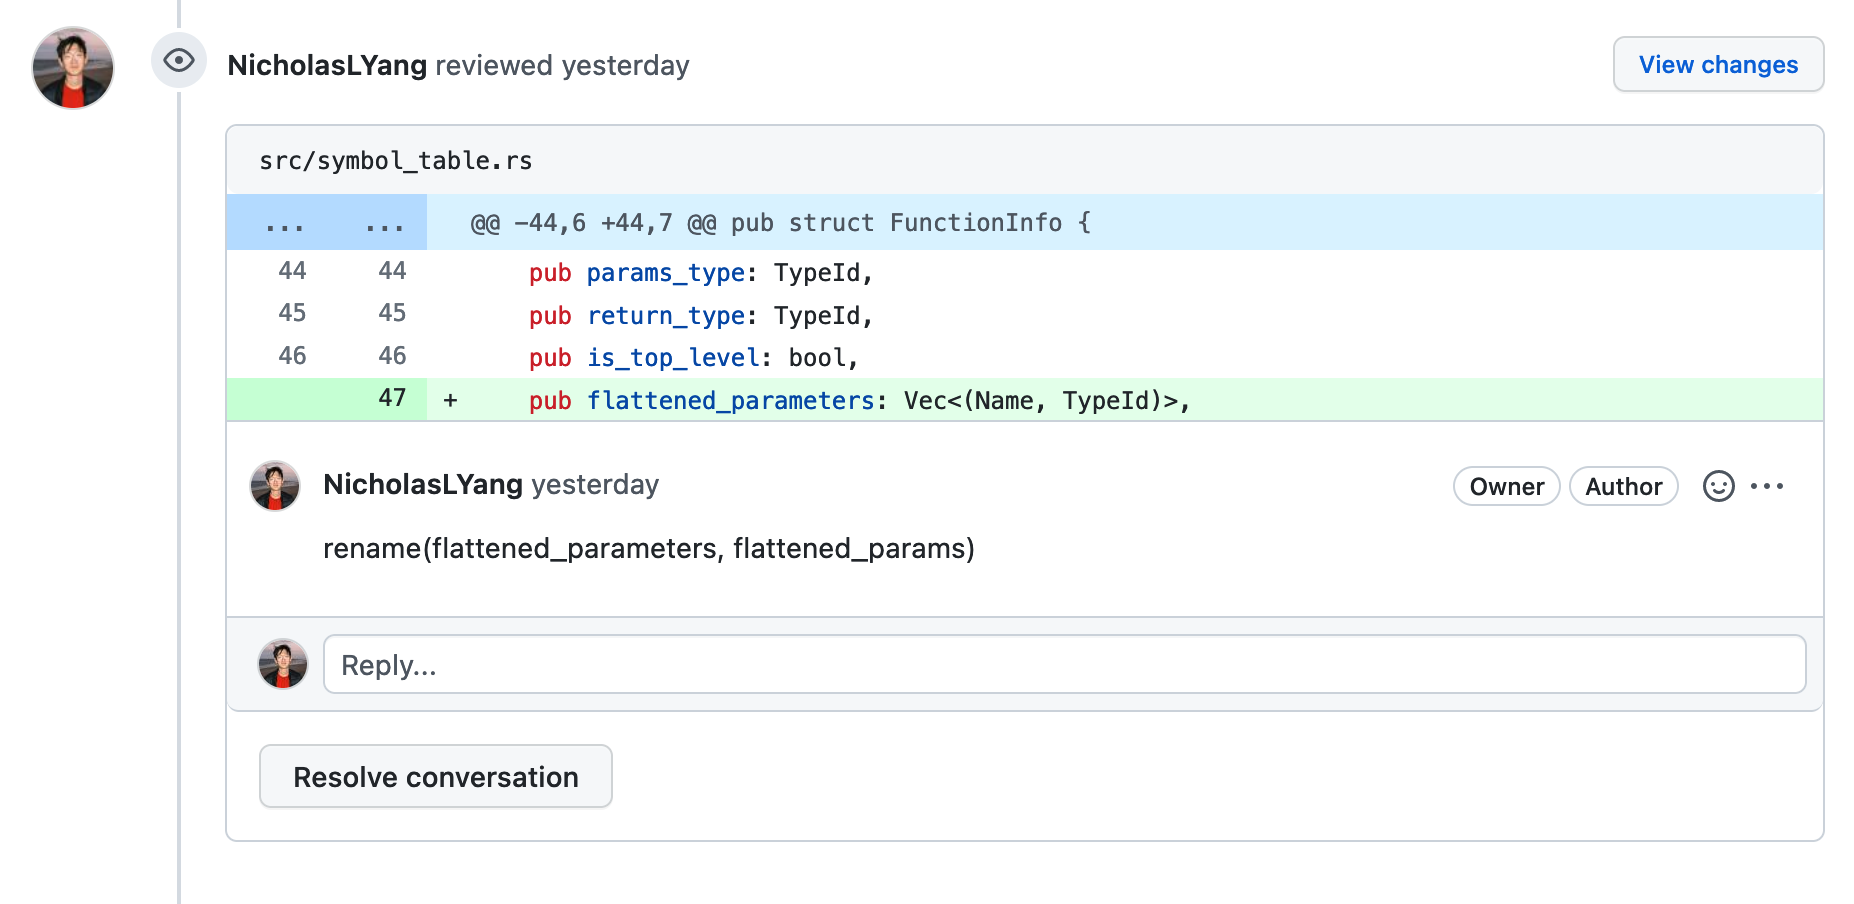 NicholasLYang reviewed yesterday
View changes
src/symbol_table.rs
... ... @@ -44,6 +44,7 @@ pub struct FunctionInfo {
44 44 pub params_type: TypeId,
45 45 pub return_type: TypeId,
46 46 pub is_top_level: bool,
47 + pub flattened_parameters: Vec<(Name, TypeId)>,
NicholasLYang yesterday
Owner Author
rename(flattened_parameters, flattened_params)
Reply...
Resolve conversation